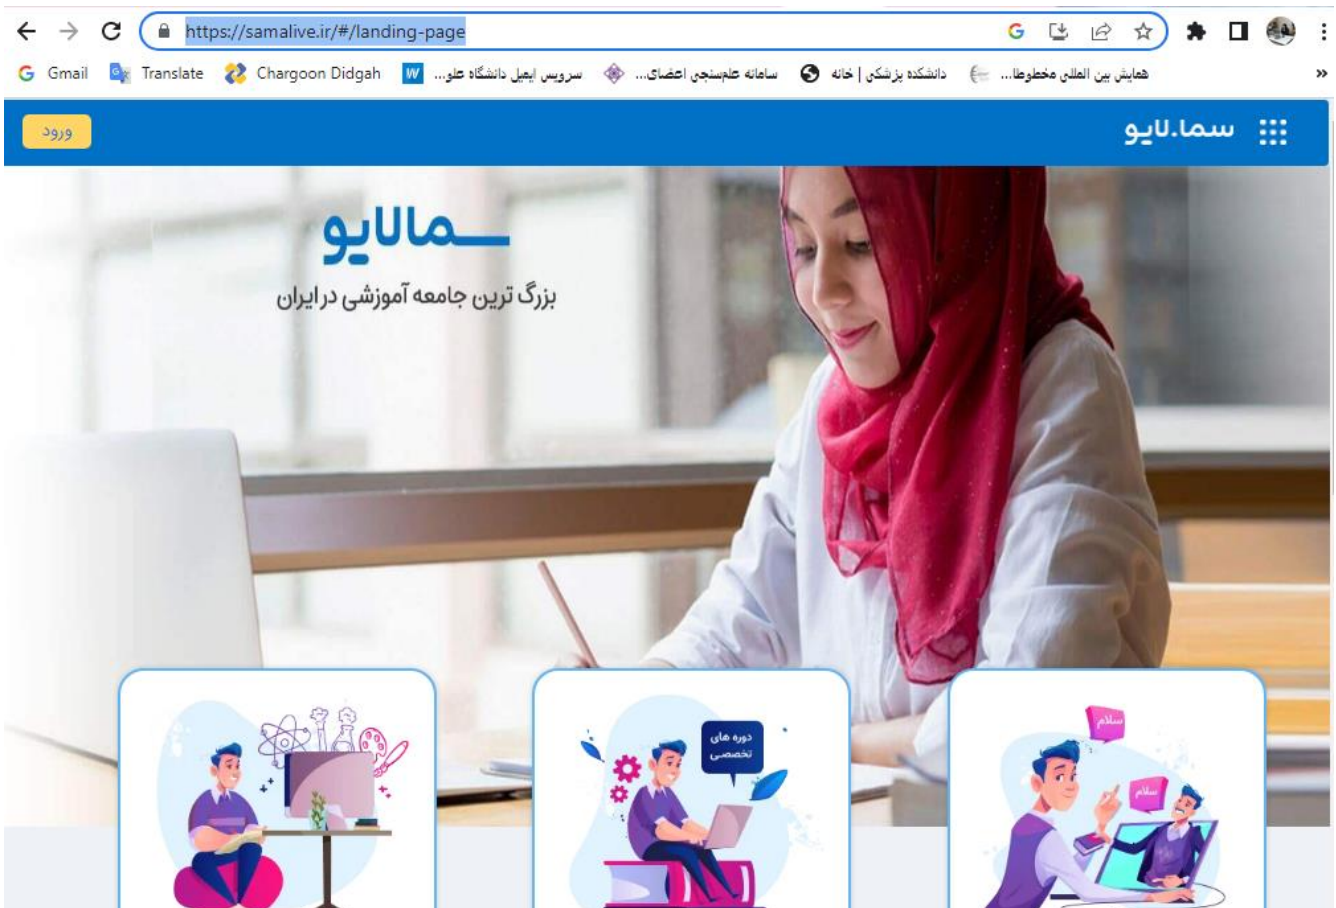 https://samalive.ir/#/landing-page
Gmail
Translate
Chargoon Didgah
سرویس ایمیل دانشگاه علو...
سامانه علم‌سنجی اعضای...
دانشکده پزشکی | خانه
همایش بین المللی مخطوطا...
»
سما.لایو
ورود
سمالایو
بزرگ ترین جامعه آموزشی در ایران
دوره های
تخصصی
سلام
سلام